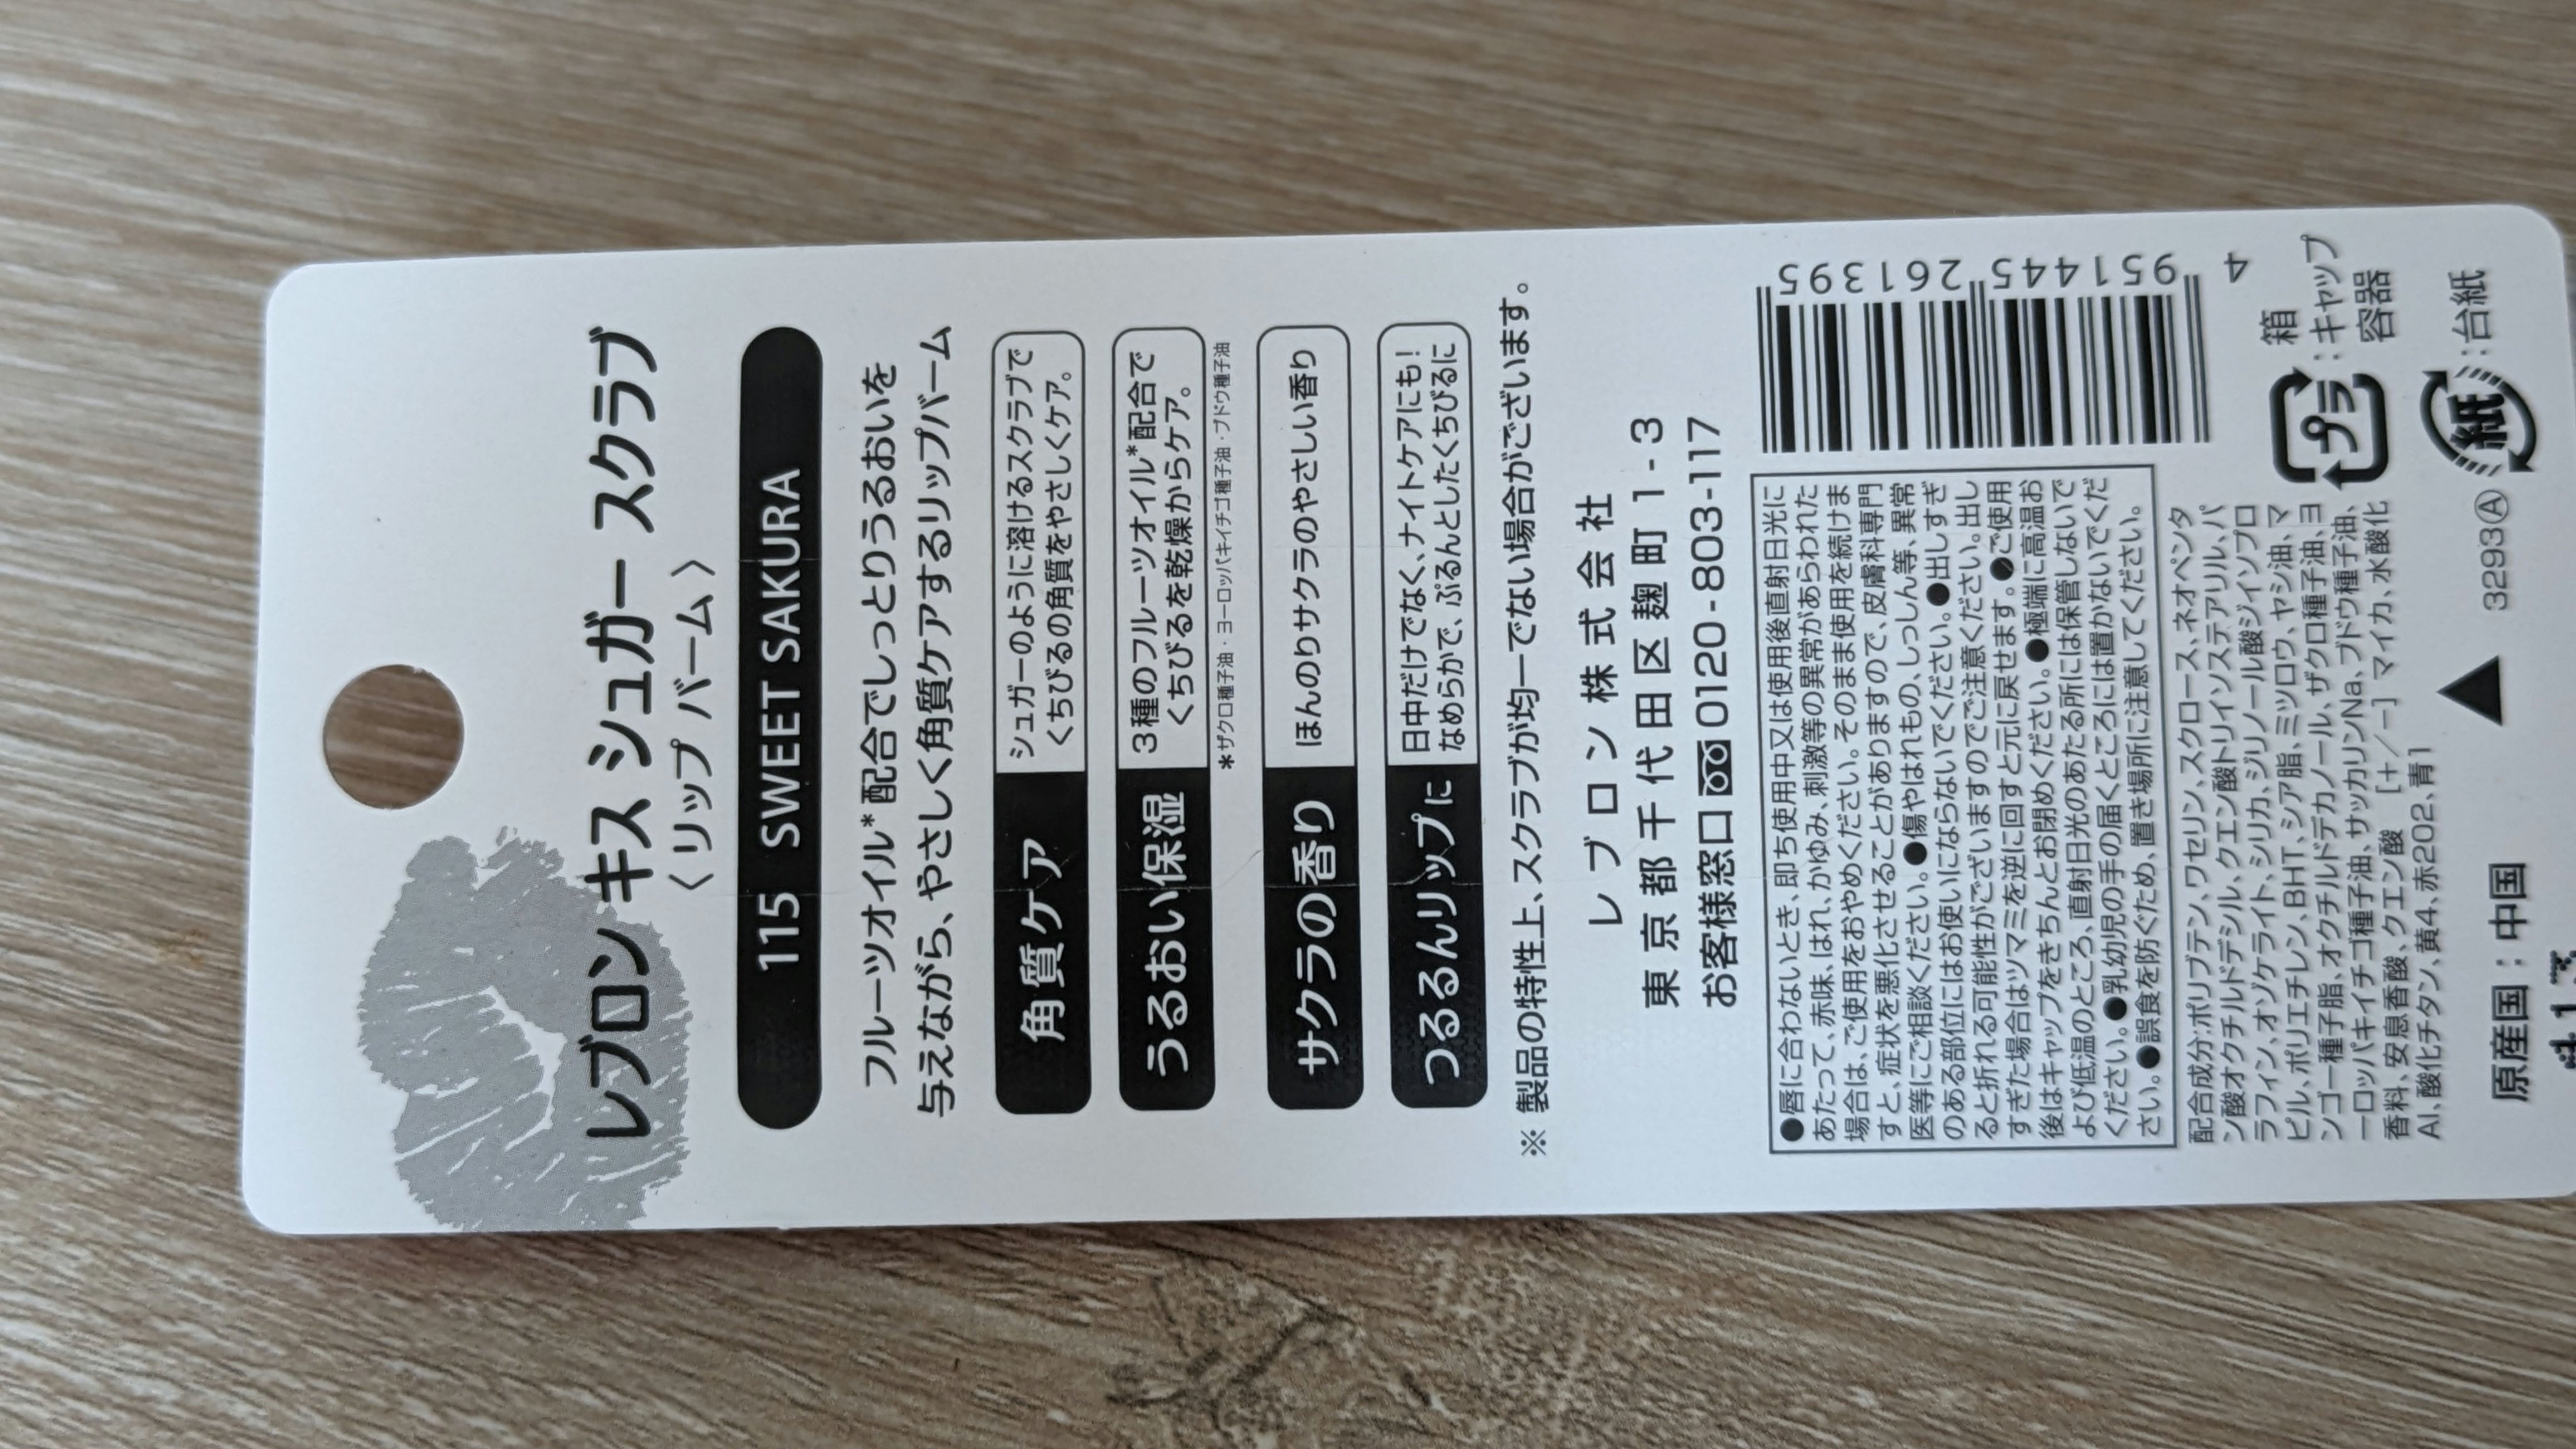 レブロン キス シュガー スクラブ
〈リップ バーム〉
115 SWEET SAKURA
フルーツオイル*配合でしっとりうるおいを
与えながら、やさしく角質ケアするリップバーム
角質ケア
シュガーのように溶けるスクラブで
くちびるの角質をやさしくケア。
うるおい保湿
3種のフルーツオイル*配合で
くちびるを乾燥からケア。
*ザクロ種子油・ヨーロッパキイチゴ種子油・ブドウ種子油
サクラの香り
ほんのりサクラのやさしい香り
つるるんリップに
日中だけでなく、ナイトケアにも!
なめらかで、ぷるんとしたくちびるに
※ 製品の特性上、スクラブが均一でない場合がございます。
レブロン株式会社
東京都千代田区麹町1-3
お客様窓口 0120-803-117
●唇に合わないとき、即ち使用中又は使用後直射日光に
あたって、赤味、はれ、かゆみ、刺激等の異常があらわれた
場合は、ご使用をおやめください。そのまま使用を続けま
すと、症状を悪化させることがありますので、皮膚科専門
医等にご相談ください。●傷やはれもの、しっしん等、異常
のある部位にはお使いにならないでください。●出しすぎ
ると折れる可能性がございますのでご注意ください。出し
すぎた場合はツマミを逆に回すと元に戻せます。●ご使用
後はキャップをきちんとお閉めください。●極端に高温お
よび低温のところ、直射日光のあたる所には保管しないで
ください。●乳幼児の手の届くところには置かないでくだ
さい。●誤食を防ぐため、置き場所に注意してください。
4 951445 261395
配合成分:ポリブテン、ワセリン、スクロース、ネオペンタ
ン酸オクチルドデシル、クエン酸トリイソステアリル、パ
ラフィン、オゾケライト、シリカ、ジリノール酸ジイソプロ
ピル、ポリエチレン、BHT、シア脂、ミツロウ、ヤシ油、マ
ンゴー種子脂、オクチルドデカノール、ザクロ種子油、ヨ
ーロッパキイチゴ種子油、サッカリンNa、ブドウ種子油、
香料、安息香酸、クエン酸 [+/-] マイカ、水酸化
Al、酸化チタン、黄4、赤202、青1
プラ
箱
:キャップ
容器
紙
:台紙
原産国:中国
3293Ⓐ